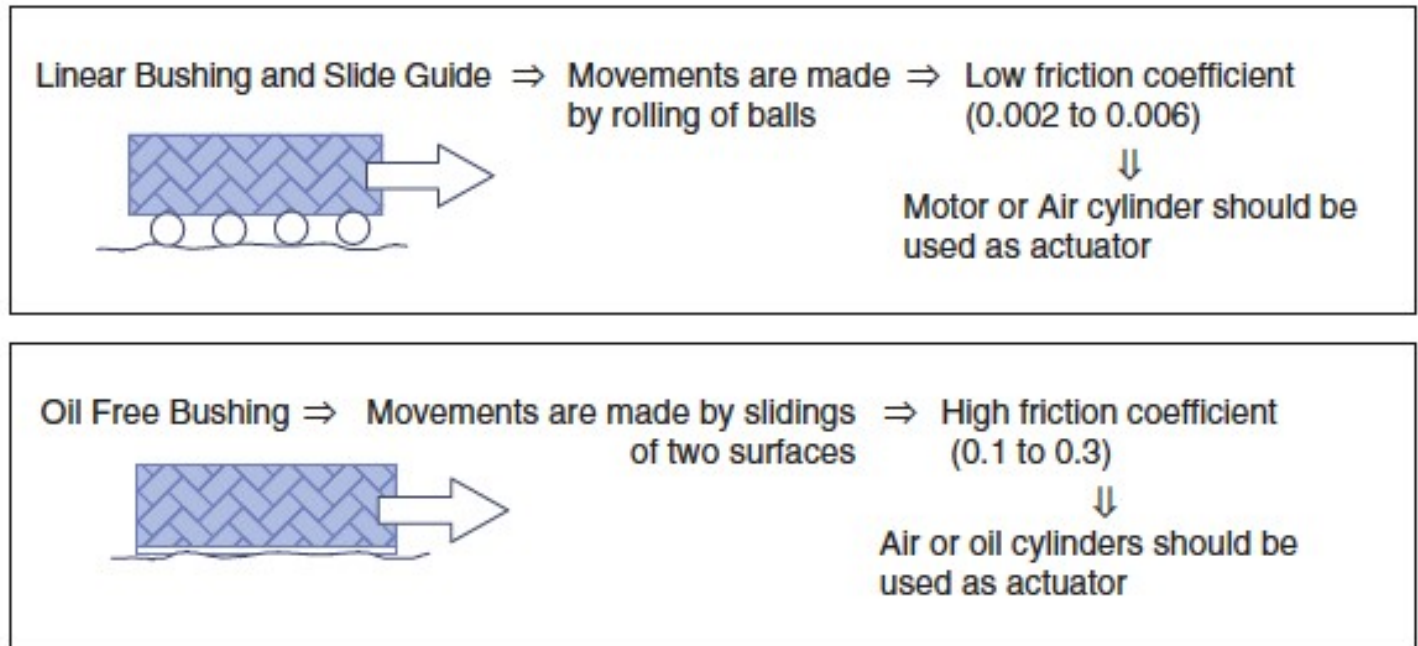 Linear Bushing and Slide Guide ⇒ Movements are made ⇒ Low friction coefficient
by rolling of balls (0.002 to 0.006)
⇓
Motor or Air cylinder should be
used as actuator
Oil Free Bushing ⇒ Movements are made by slidings ⇒ High friction coefficient
of two surfaces (0.1 to 0.3)
⇓
Air or oil cylinders should be
used as actuator